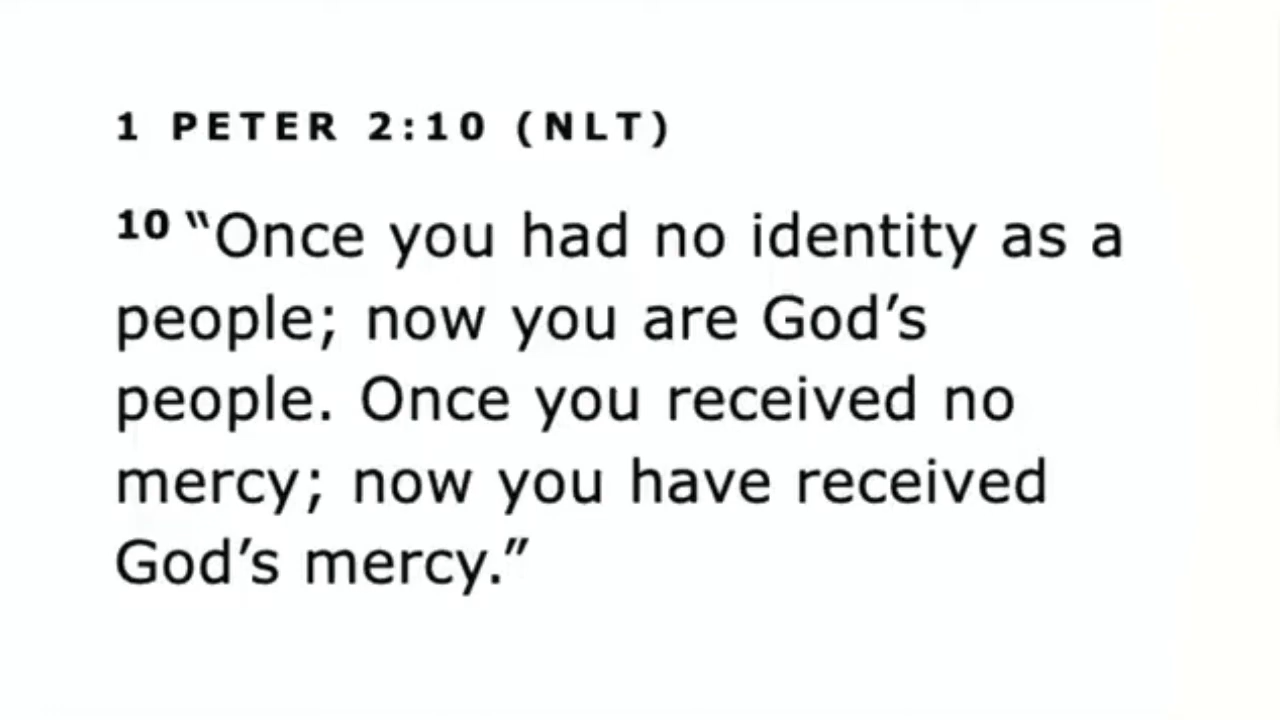 1 PETER 2:10 (NLT)
10 “Once you had no identity as a
people; now you are God’s
people. Once you received no
mercy; now you have received
God’s mercy.”